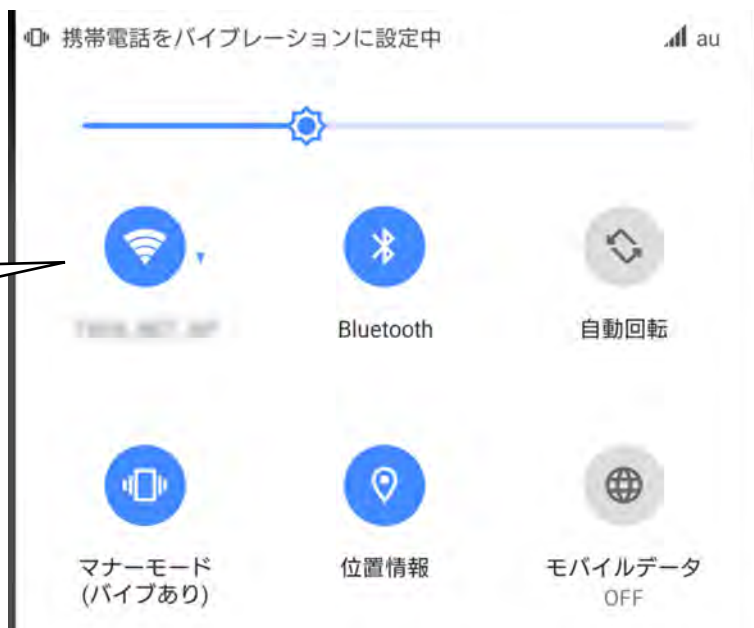 携帯電話をバイブレーションに設定中
au
Bluetooth
自動回転
マナーモード
(バイブあり)
位置情報
モバイルデータ
OFF